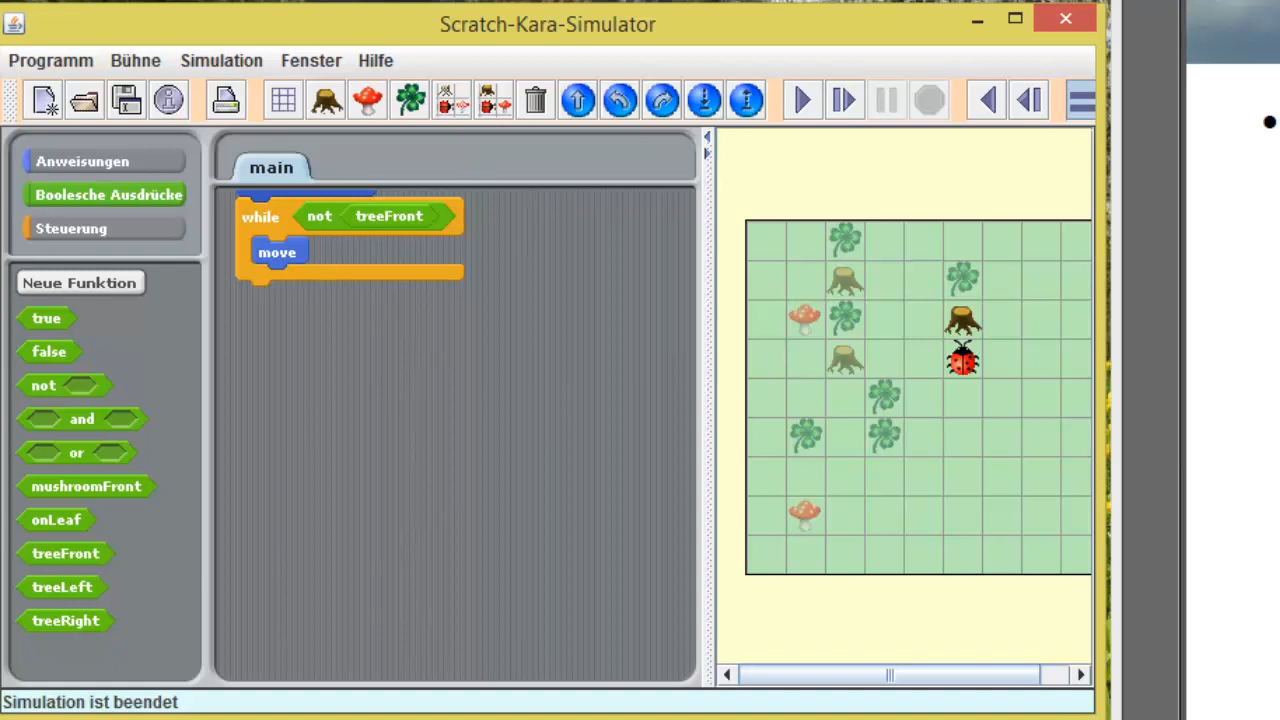 Scratch-Kara-Simulator
Programm Bühne Simulation Fenster Hilfe
Anweisungen
Boolesche Ausdrücke
Steuerung
Neue Funktion
true
false
not
and
or
mushroomFront
onLeaf
treeFront
treeLeft
treeRight
main
while not treeFront
move
Simulation ist beendet